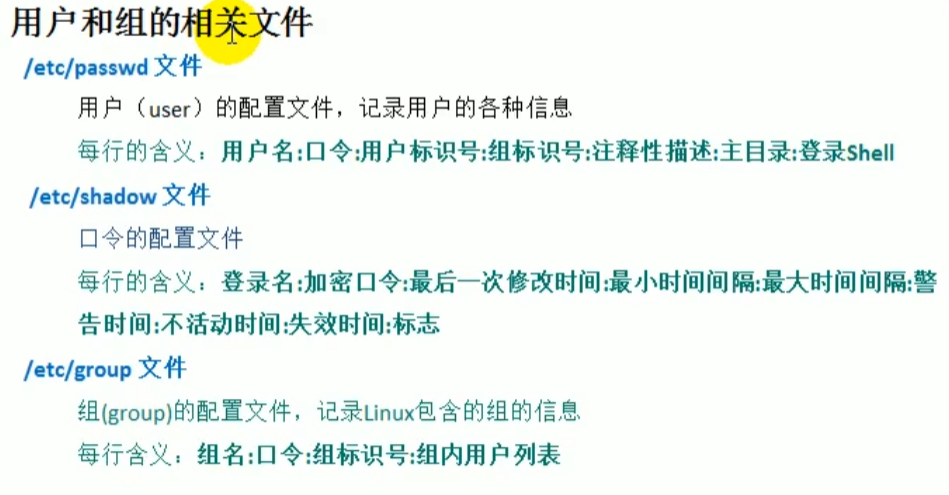 用户和组的相关文件
/etc/passwd 文件
用户（user）的配置文件，记录用户的各种信息
每行的含义：用户名:口令:用户标识号:组标识号:注释性描述:主目录:登录Shell
/etc/shadow 文件
口令的配置文件
每行的含义：登录名:加密口令:最后一次修改时间:最小时间间隔:最大时间间隔:警
告时间:不活动时间:失效时间:标志
/etc/group 文件
组(group)的配置文件，记录Linux包含的组的信息
每行含义：组名:口令:组标识号:组内用户列表